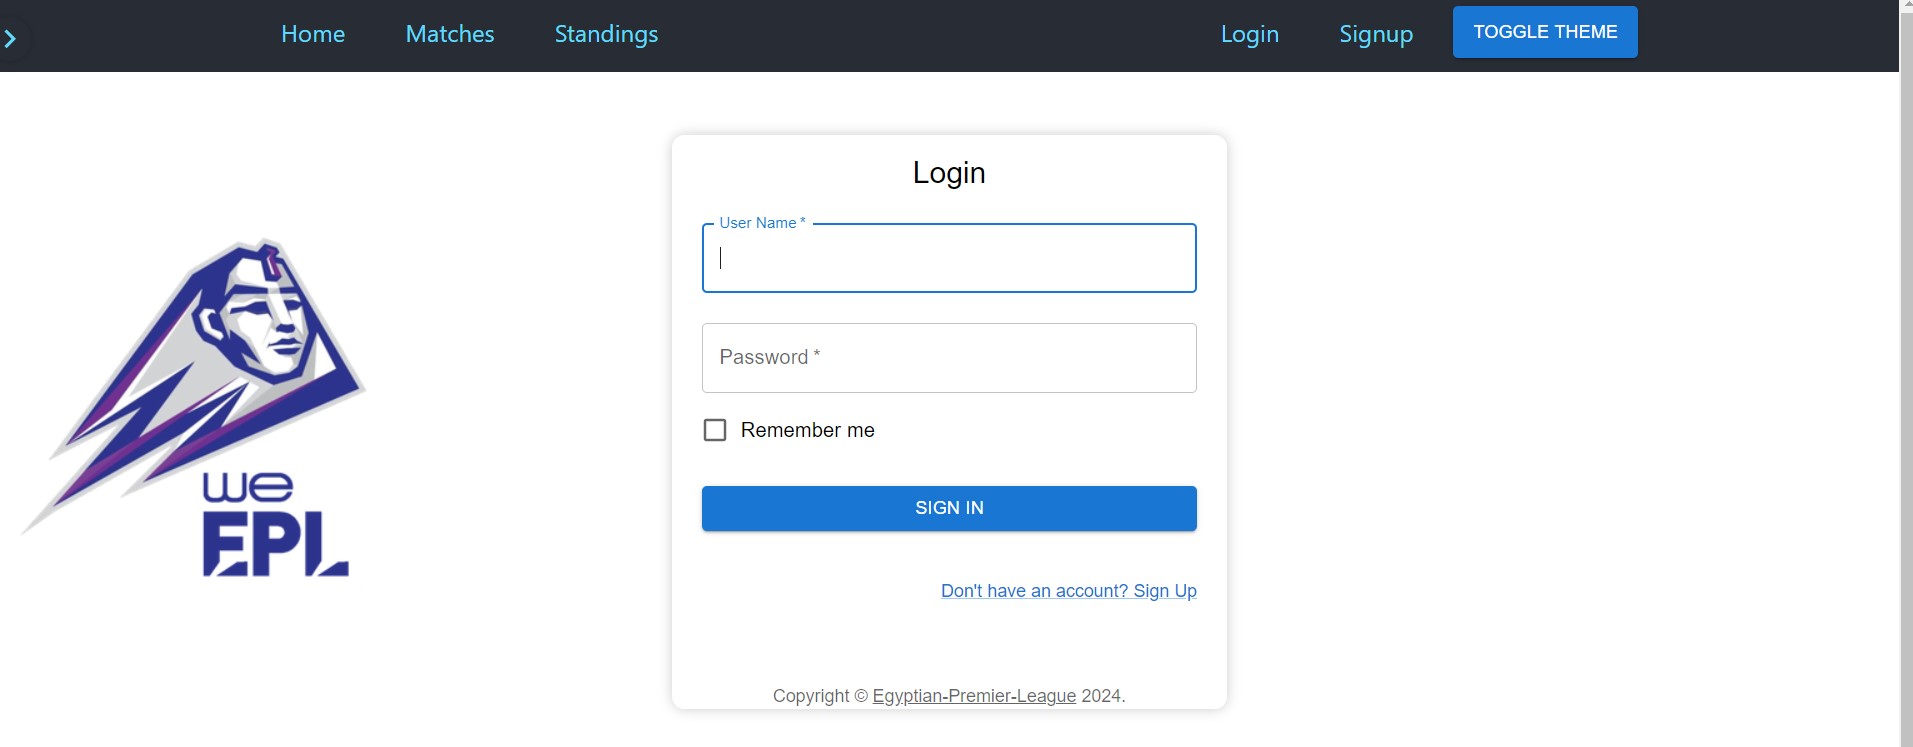 Home Matches Standings Login Signup TOGGLE THEME
Login
User Name *
Password *
Remember me
SIGN IN
Don't have an account? Sign Up
Copyright © Egyptian-Premier-League 2024.
we
EPL